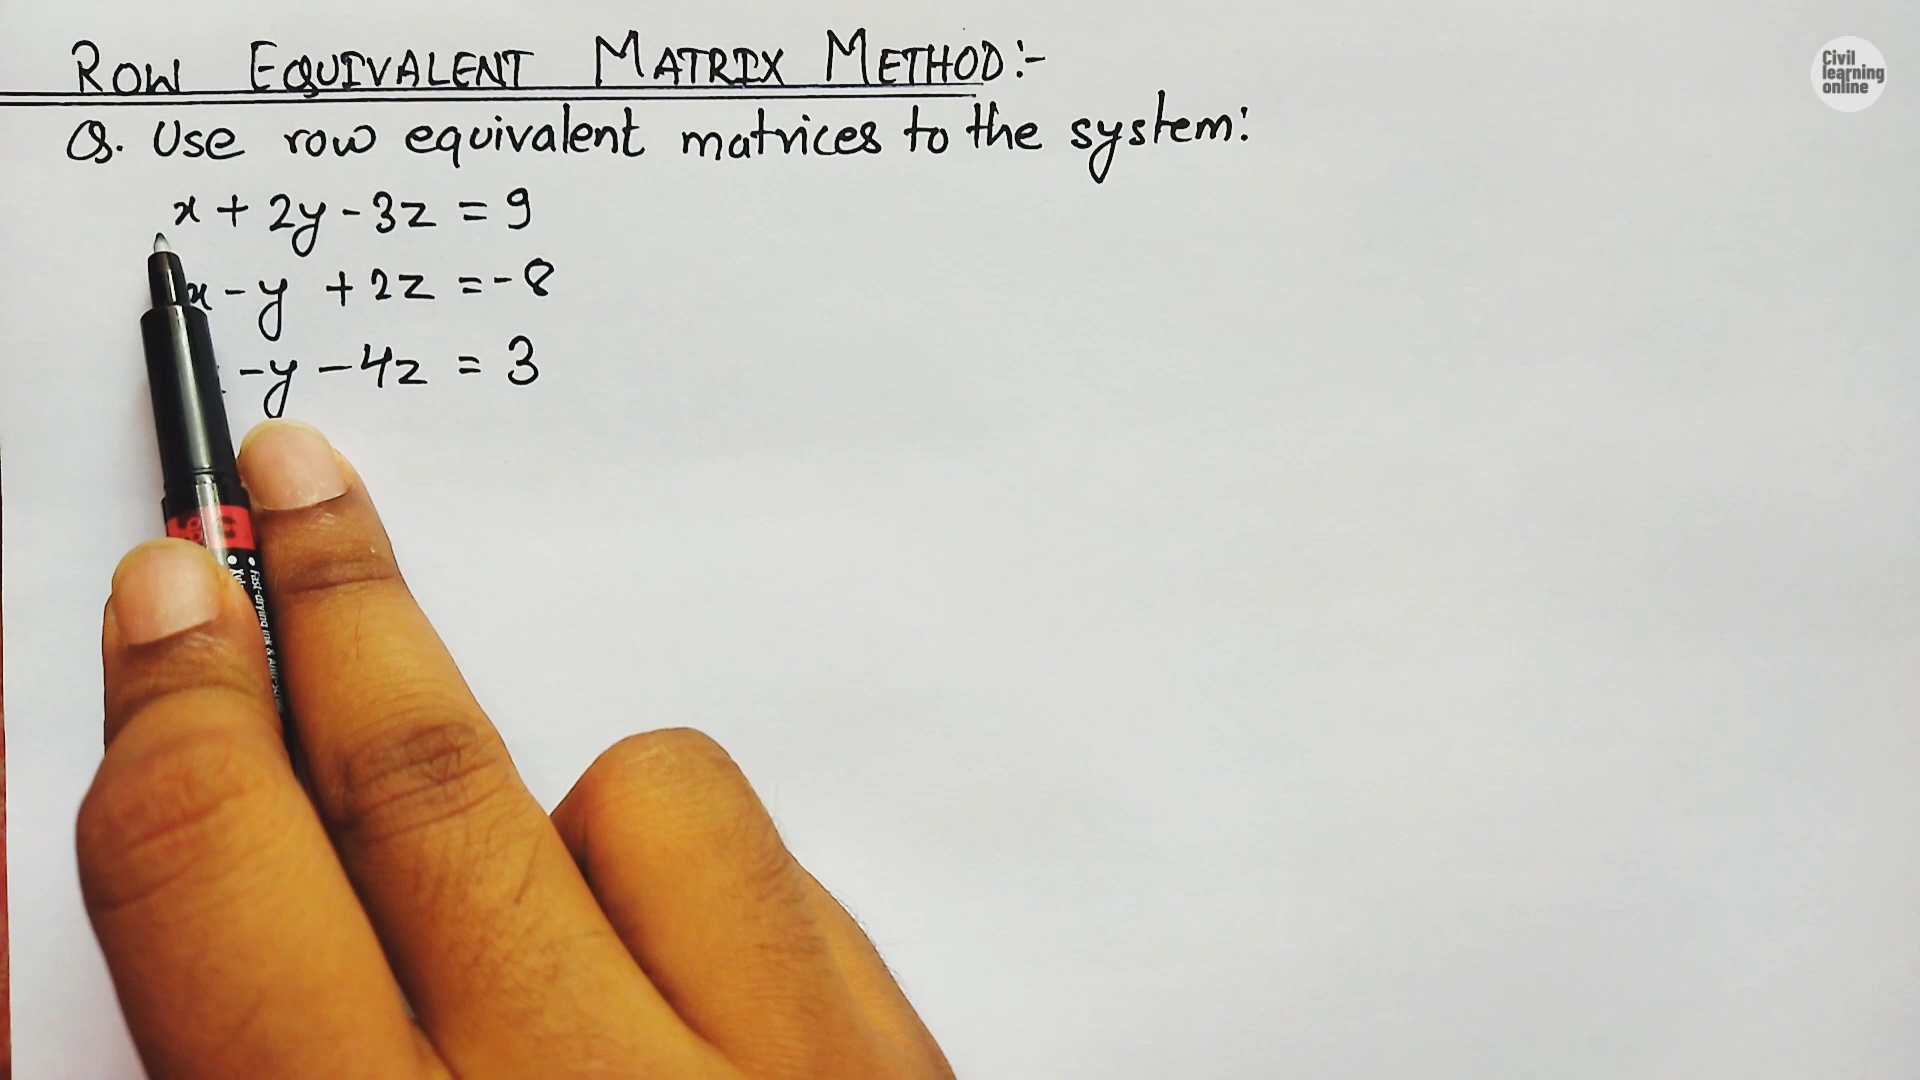 ROW EQUIVALENT MATRIX METHOD:-
Q. Use row equivalent matrices to the system:
x + 2y - 3z = 9
x - y + 2z = -8
- y - 4z = 3
Civil
learning
online